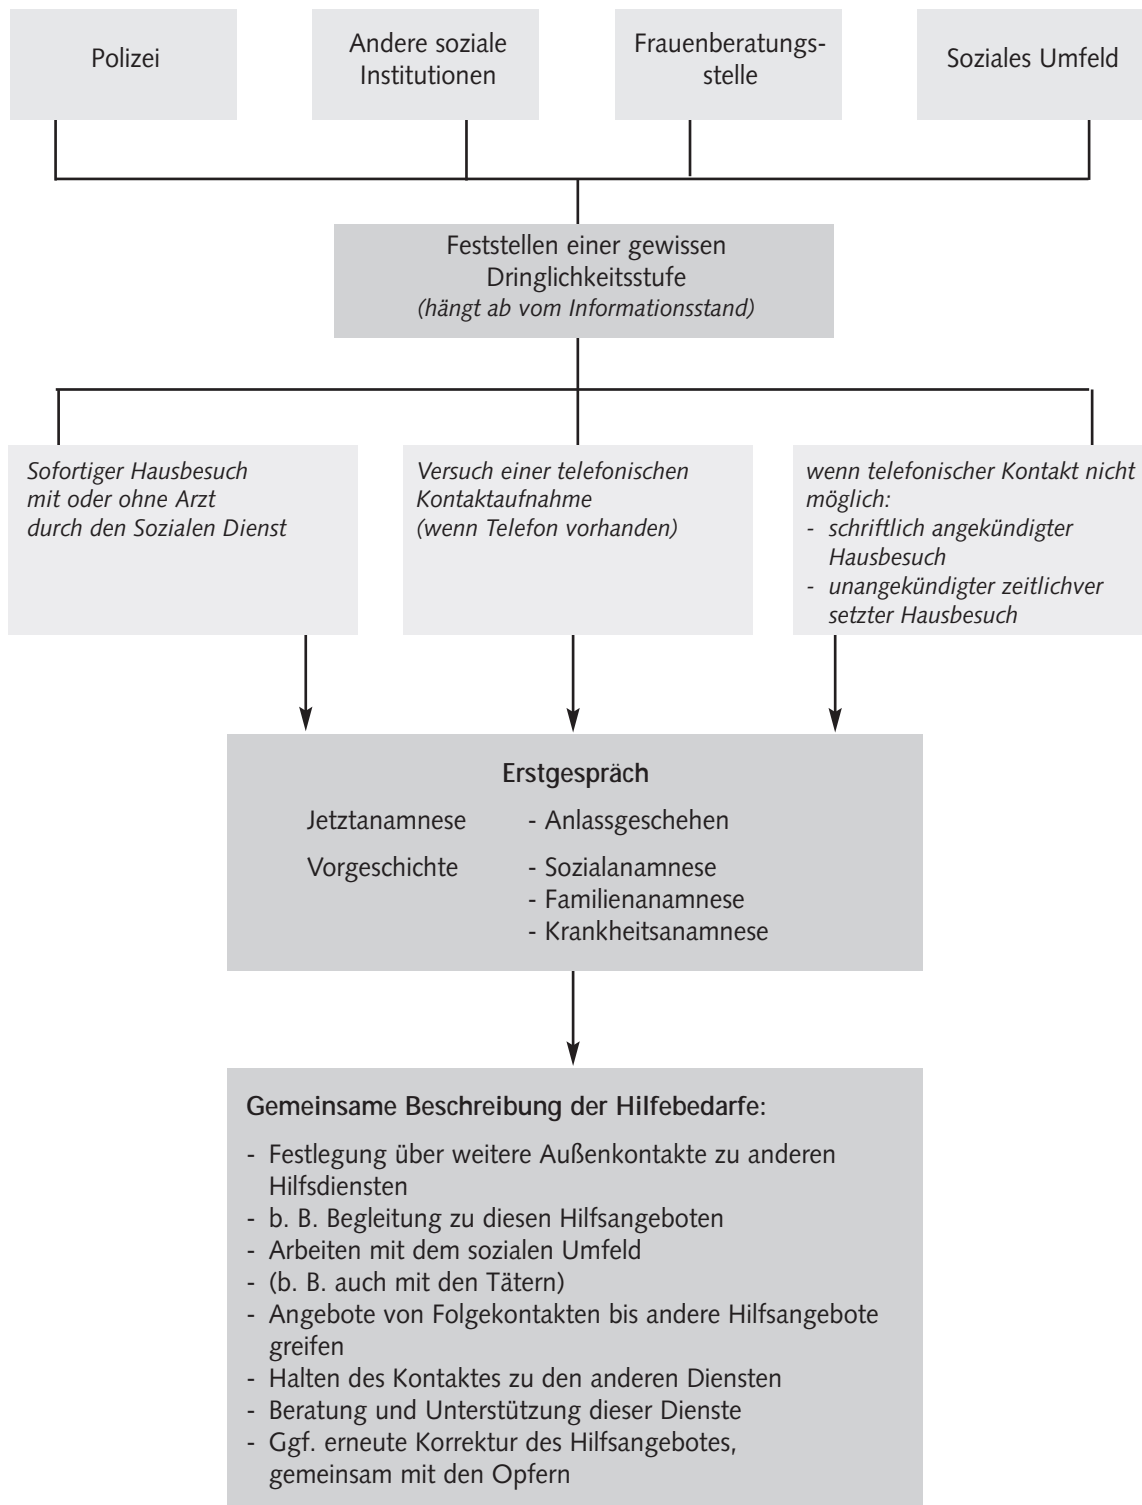 Polizei
Andere soziale
Institutionen
Frauenberatungs-
stelle
Soziales Umfeld
Feststellen einer gewissen
Dringlichkeitsstufe
(hängt ab vom Informationsstand)
Sofortiger Hausbesuch
mit oder ohne Arzt
durch den Sozialen Dienst
Versuch einer telefonischen
Kontaktaufnahme
(wenn Telefon vorhanden)
wenn telefonischer Kontakt nicht
möglich:
- schriftlich angekündigter
Hausbesuch
- unangekündigter zeitlichver
setzter Hausbesuch
Erstgespräch
Jetztanamnese - Anlassgeschehen
Vorgeschichte - Sozialanamnese
- Familienanamnese
- Krankheitsanamnese
Gemeinsame Beschreibung der Hilfebedarfe:
- Festlegung über weitere Außenkontakte zu anderen
Hilfsdiensten
- b. B. Begleitung zu diesen Hilfsangeboten
- Arbeiten mit dem sozialen Umfeld
- (b. B. auch mit den Tätern)
- Angebote von Folgekontakten bis andere Hilfsangebote
greifen
- Halten des Kontaktes zu den anderen Diensten
- Beratung und Unterstützung dieser Dienste
- Ggf. erneute Korrektur des Hilfsangebotes,
gemeinsam mit den Opfern